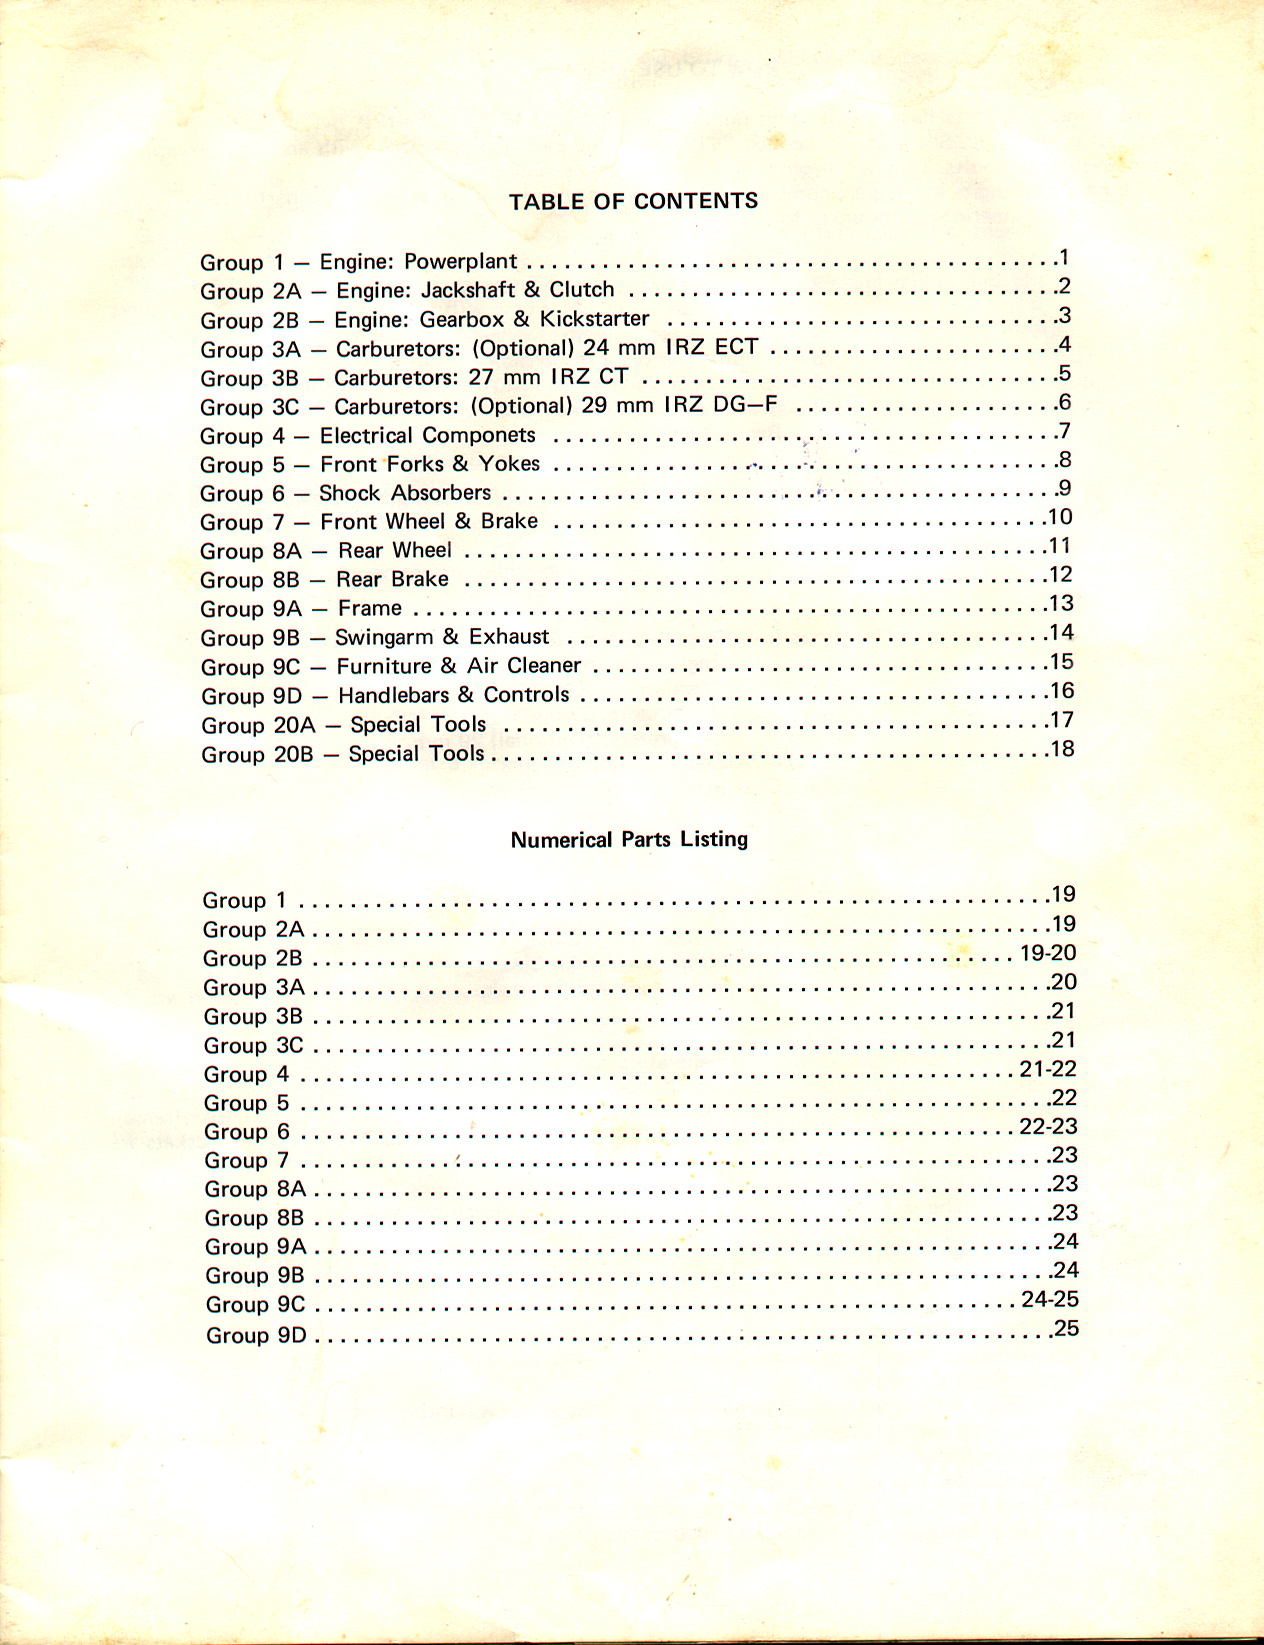 TABLE OF CONTENTS
Group 1 — Engine: Powerplant . . . . . . . . . . . . . . . . . . . . . . . . . . . . . . . . . . . . . . . . . .1
Group 2A — Engine: Jackshaft & Clutch . . . . . . . . . . . . . . . . . . . . . . . . . . . . . . . . . .2
Group 2B — Engine: Gearbox & Kickstarter . . . . . . . . . . . . . . . . . . . . . . . . . . . . . . .3
Group 3A — Carburetors: (Optional) 24 mm IRZ ECT . . . . . . . . . . . . . . . . . . . . . . .4
Group 3B — Carburetors: 27 mm IRZ CT . . . . . . . . . . . . . . . . . . . . . . . . . . . . . . . . .5
Group 3C — Carburetors: (Optional) 29 mm IRZ DG—F . . . . . . . . . . . . . . . . . . . . .6
Group 4 — Electrical Componets . . . . . . . . . . . . . . . . . . . . . . . . . . . . . . . . . . . . . . . .7
Group 5 — Front Forks & Yokes . . . . . . . . . . . . . . . . . . . . . . . . . . . . . . . . . . . . . . . .8
Group 6 — Shock Absorbers . . . . . . . . . . . . . . . . . . . . . . . . . . . . . . . . . . . . . . . . . . . .9
Group 7 — Front Wheel & Brake . . . . . . . . . . . . . . . . . . . . . . . . . . . . . . . . . . . . . . .10
Group 8A — Rear Wheel . . . . . . . . . . . . . . . . . . . . . . . . . . . . . . . . . . . . . . . . . . . . . .11
Group 8B — Rear Brake . . . . . . . . . . . . . . . . . . . . . . . . . . . . . . . . . . . . . . . . . . . . . .12
Group 9A — Frame . . . . . . . . . . . . . . . . . . . . . . . . . . . . . . . . . . . . . . . . . . . . . . . . . .13
Group 9B — Swingarm & Exhaust . . . . . . . . . . . . . . . . . . . . . . . . . . . . . . . . . . . . . .14
Group 9C — Furniture & Air Cleaner . . . . . . . . . . . . . . . . . . . . . . . . . . . . . . . . . . . .15
Group 9D — Handlebars & Controls . . . . . . . . . . . . . . . . . . . . . . . . . . . . . . . . . . . . .16
Group 20A — Special Tools . . . . . . . . . . . . . . . . . . . . . . . . . . . . . . . . . . . . . . . . . . .17
Group 20B — Special Tools . . . . . . . . . . . . . . . . . . . . . . . . . . . . . . . . . . . . . . . . . . . .18
Numerical Parts Listing
Group 1 . . . . . . . . . . . . . . . . . . . . . . . . . . . . . . . . . . . . . . . . . . . . . . . . . . . . . . . . . . .19
Group 2A . . . . . . . . . . . . . . . . . . . . . . . . . . . . . . . . . . . . . . . . . . . . . . . . . . . . . . . . . .19
Group 2B . . . . . . . . . . . . . . . . . . . . . . . . . . . . . . . . . . . . . . . . . . . . . . . . . . . . . . . 19-20
Group 3A . . . . . . . . . . . . . . . . . . . . . . . . . . . . . . . . . . . . . . . . . . . . . . . . . . . . . . . . . .20
Group 3B . . . . . . . . . . . . . . . . . . . . . . . . . . . . . . . . . . . . . . . . . . . . . . . . . . . . . . . . . .21
Group 3C . . . . . . . . . . . . . . . . . . . . . . . . . . . . . . . . . . . . . . . . . . . . . . . . . . . . . . . . . .21
Group 4 . . . . . . . . . . . . . . . . . . . . . . . . . . . . . . . . . . . . . . . . . . . . . . . . . . . . . . . . 21-22
Group 5 . . . . . . . . . . . . . . . . . . . . . . . . . . . . . . . . . . . . . . . . . . . . . . . . . . . . . . . . . . .22
Group 6 . . . . . . . . . . . . . . . . . . . . . . . . . . . . . . . . . . . . . . . . . . . . . . . . . . . . . . . . 22-23
Group 7 . . . . . . . . . . . . . . . . . . . . . . . . . . . . . . . . . . . . . . . . . . . . . . . . . . . . . . . . . . .23
Group 8A . . . . . . . . . . . . . . . . . . . . . . . . . . . . . . . . . . . . . . . . . . . . . . . . . . . . . . . . . .23
Group 8B . . . . . . . . . . . . . . . . . . . . . . . . . . . . . . . . . . . . . . . . . . . . . . . . . . . . . . . . . .23
Group 9A . . . . . . . . . . . . . . . . . . . . . . . . . . . . . . . . . . . . . . . . . . . . . . . . . . . . . . . . . .24
Group 9B . . . . . . . . . . . . . . . . . . . . . . . . . . . . . . . . . . . . . . . . . . . . . . . . . . . . . . . . . .24
Group 9C . . . . . . . . . . . . . . . . . . . . . . . . . . . . . . . . . . . . . . . . . . . . . . . . . . . . . . . 24-25
Group 9D . . . . . . . . . . . . . . . . . . . . . . . . . . . . . . . . . . . . . . . . . . . . . . . . . . . . . . . . . .25